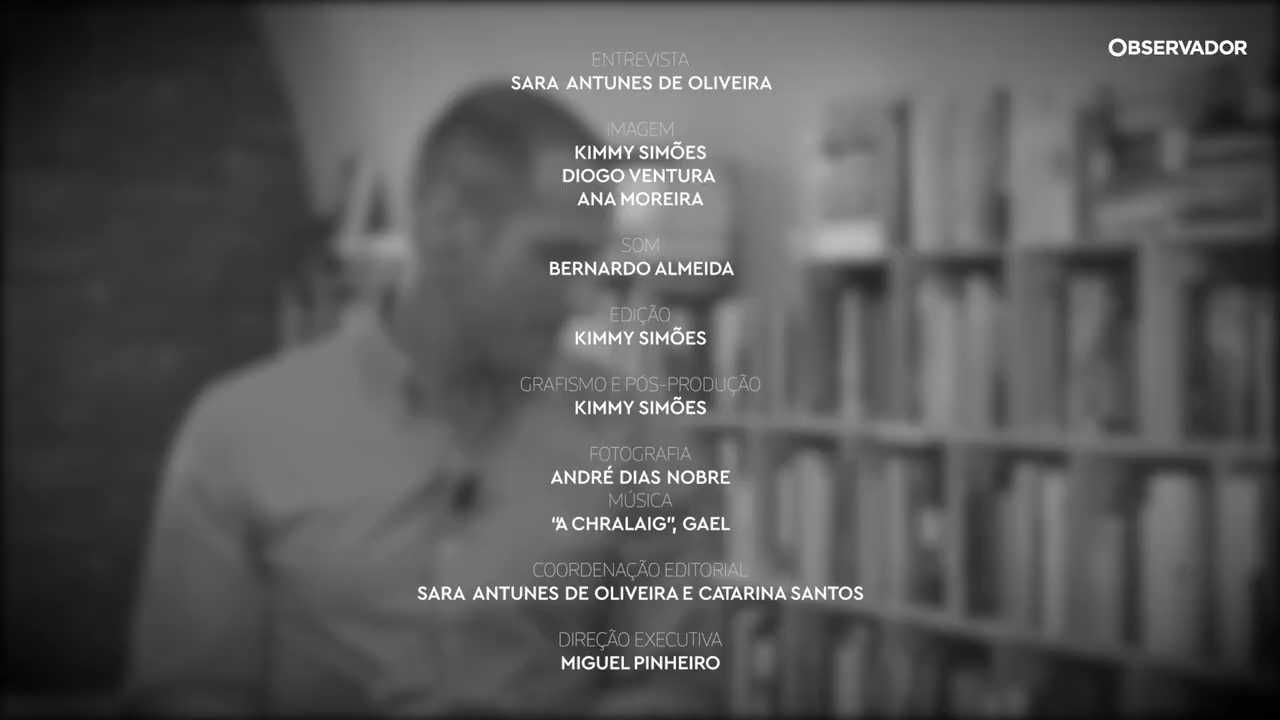 OBSERVADOR
ENTREVISTA
SARA ANTUNES DE OLIVEIRA
IMAGEM
KIMMY SIMÕES
DIOGO VENTURA
ANA MOREIRA
SOM
BERNARDO ALMEIDA
EDIÇÃO
KIMMY SIMÕES
GRAFISMO E PÓS-PRODUÇÃO
KIMMY SIMÕES
FOTOGRAFIA
ANDRÉ DIAS NOBRE
MÚSICA
“A CHRALAIG”, GAEL
COORDENAÇÃO EDITORIAL
SARA ANTUNES DE OLIVEIRA E CATARINA SANTOS
DIREÇÃO EXECUTIVA
MIGUEL PINHEIRO